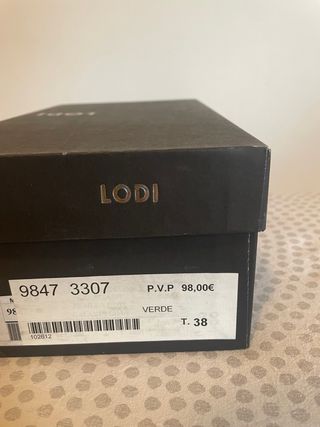 LODI
LODI
9847 3307 P.V.P 98,00€
VERDE
T. 38
102612